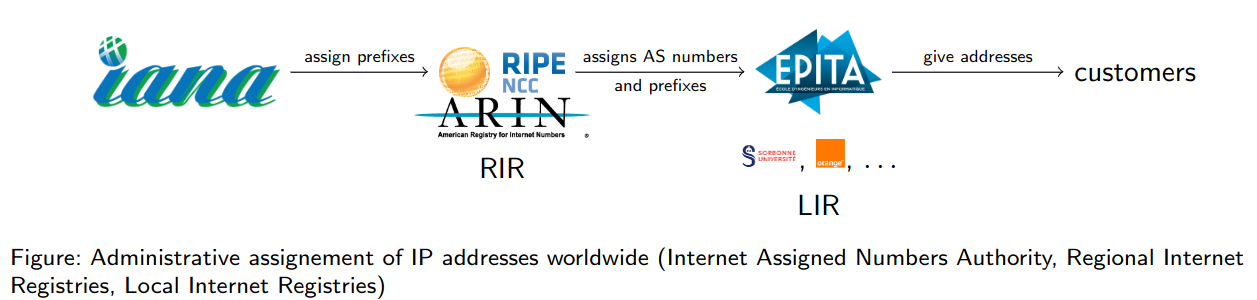 iana
assign prefixes
RIPE
NCC
ARIN
American Registry for Internet Numbers ®
RIR
assigns AS numbers
and prefixes
EPITA
ÉCOLE D'INGÉNIEURS EN INFORMATIQUE
SORBONNE
UNIVERSITÉ , orange™ , . . .
LIR
give addresses
customers
Figure: Administrative assignement of IP addresses worldwide (Internet Assigned Numbers Authority, Regional Internet
Registries, Local Internet Registries)